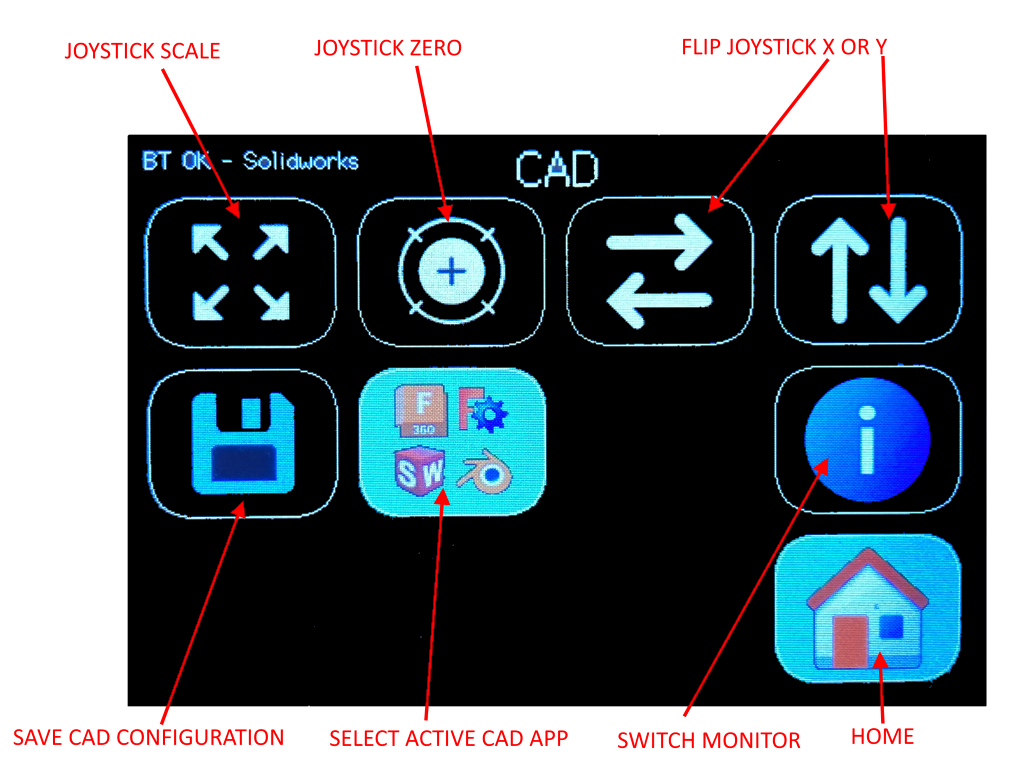 JOYSTICK SCALE
JOYSTICK ZERO
FLIP JOYSTICK X OR Y
BT OK - Solidworks
CAD
F
360
F
S W
i
SAVE CAD CONFIGURATION
SELECT ACTIVE CAD APP
SWITCH MONITOR
HOME